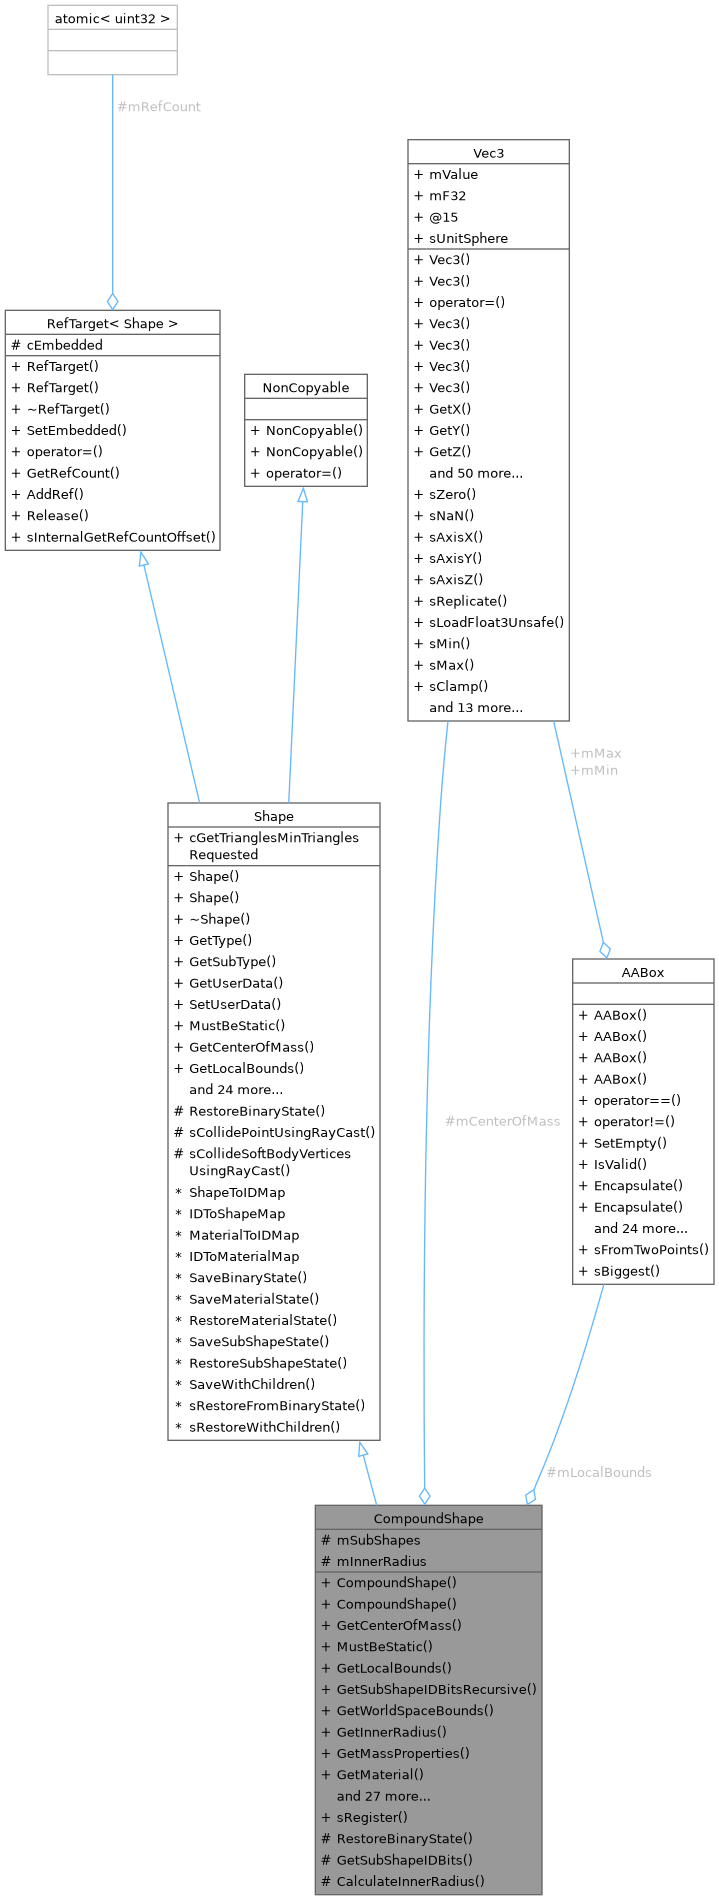 atomic< uint32 >
#mRefCount
RefTarget< Shape >
# cEmbedded
+ RefTarget()
+ RefTarget()
+ ~RefTarget()
+ SetEmbedded()
+ operator=()
+ GetRefCount()
+ AddRef()
+ Release()
+ sInternalGetRefCountOffset()
NonCopyable
+ NonCopyable()
+ NonCopyable()
+ operator=()
Vec3
+ mValue
+ mF32
+ @15
+ sUnitSphere
+ Vec3()
+ Vec3()
+ operator=()
+ Vec3()
+ Vec3()
+ Vec3()
+ Vec3()
+ GetX()
+ GetY()
+ GetZ()
and 50 more...
+ sZero()
+ sNaN()
+ sAxisX()
+ sAxisY()
+ sAxisZ()
+ sReplicate()
+ sLoadFloat3Unsafe()
+ sMin()
+ sMax()
+ sClamp()
and 13 more...
+mMax
+mMin
Shape
+ cGetTrianglesMinTriangles
Requested
+ Shape()
+ Shape()
+ ~Shape()
+ GetType()
+ GetSubType()
+ GetUserData()
+ SetUserData()
+ MustBeStatic()
+ GetCenterOfMass()
+ GetLocalBounds()
and 24 more...
# RestoreBinaryState()
# sCollidePointUsingRayCast()
# sCollideSoftBodyVertices
UsingRayCast()
* ShapeToIDMap
* IDToShapeMap
* MaterialToIDMap
* IDToMaterialMap
* SaveBinaryState()
* SaveMaterialState()
* RestoreMaterialState()
* SaveSubShapeState()
* RestoreSubShapeState()
* SaveWithChildren()
* sRestoreFromBinaryState()
* sRestoreWithChildren()
AABox
+ AABox()
+ AABox()
+ AABox()
+ AABox()
+ operator==()
+ operator!=()
+ SetEmpty()
+ IsValid()
+ Encapsulate()
+ Encapsulate()
and 24 more...
+ sFromTwoPoints()
+ sBiggest()
#mCenterOfMass
#mLocalBounds
CompoundShape
# mSubShapes
# mInnerRadius
+ CompoundShape()
+ CompoundShape()
+ GetCenterOfMass()
+ MustBeStatic()
+ GetLocalBounds()
+ GetSubShapeIDBitsRecursive()
+ GetWorldSpaceBounds()
+ GetInnerRadius()
+ GetMassProperties()
+ GetMaterial()
and 27 more...
+ sRegister()
# RestoreBinaryState()
# GetSubShapeIDBits()
# CalculateInnerRadius()